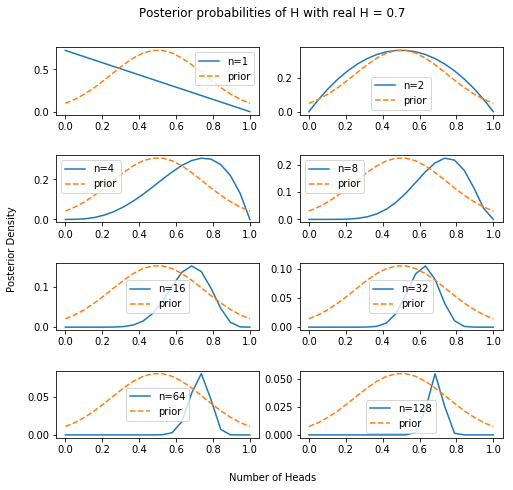 Posterior probabilities of H with real H = 0.7
0.5
0.0
n=1
prior
0.0 0.2 0.4 0.6 0.8 1.0
0.2
0.0
n=2
prior
0.0 0.2 0.4 0.6 0.8 1.0
0.2
0.0
n=4
prior
0.0 0.2 0.4 0.6 0.8 1.0
0.2
0.1
0.0
n=8
prior
0.0 0.2 0.4 0.6 0.8 1.0
Posterior Density
0.1
0.0
n=16
prior
0.0 0.2 0.4 0.6 0.8 1.0
0.10
0.05
0.00
n=32
prior
0.0 0.2 0.4 0.6 0.8 1.0
0.05
0.00
n=64
prior
0.0 0.2 0.4 0.6 0.8 1.0
0.050
0.025
0.000
n=128
prior
0.0 0.2 0.4 0.6 0.8 1.0
Number of Heads